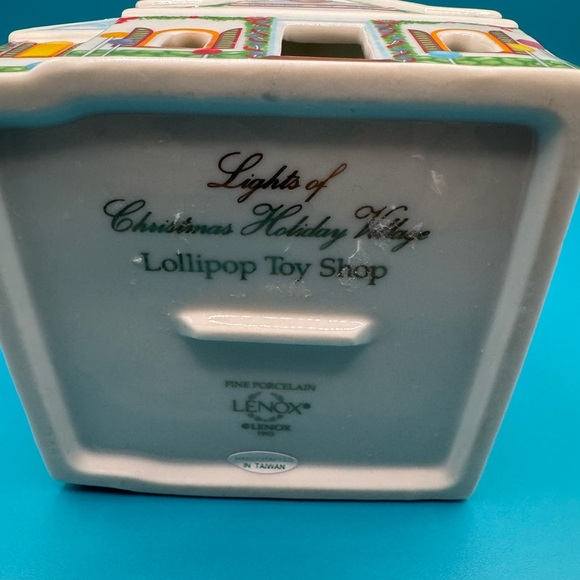 Lights of
Christmas Holiday Village
Lollipop Toy Shop
FINE PORCELAIN
LENOX®
©LENOX
IN TAIWAN